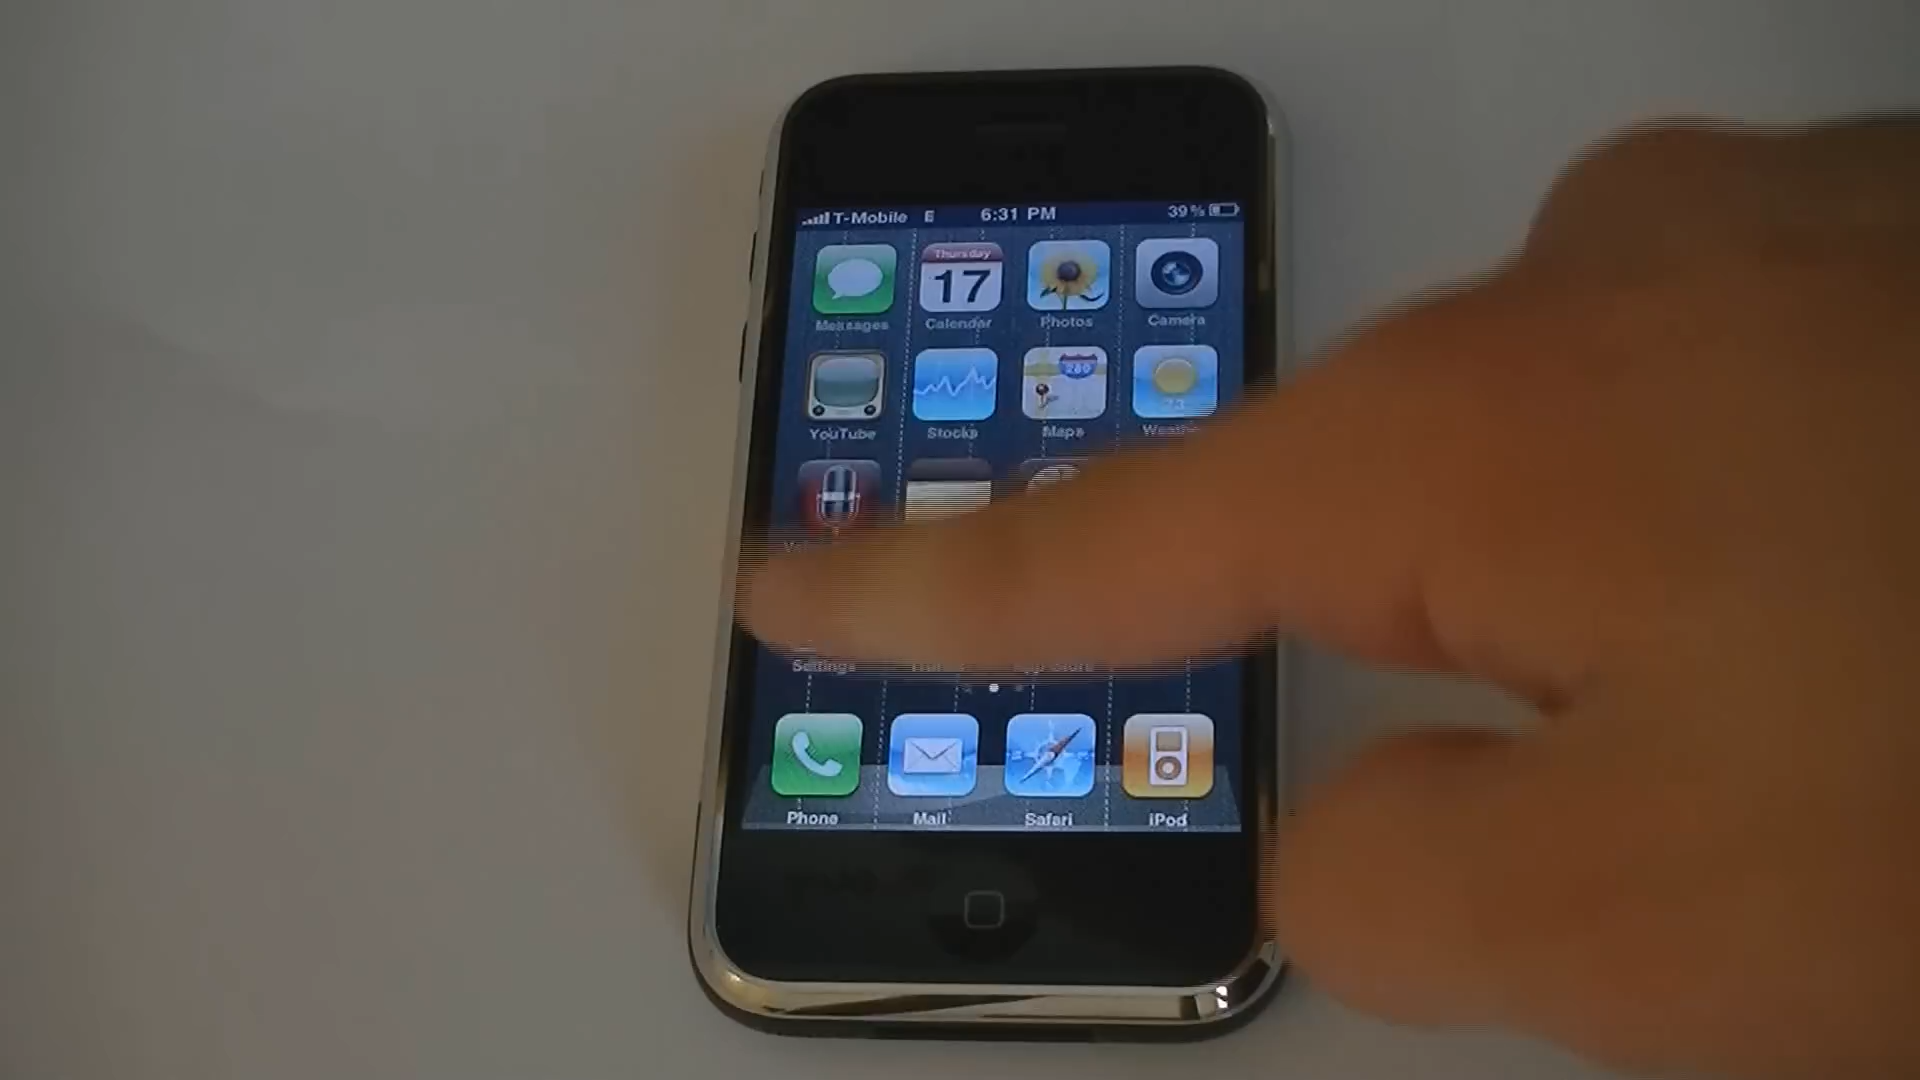 T-Mobile E 6:31 PM 39%
Thursday
17
Messages Calendar Photos Camera
280
73
YouTube Stocks Maps
Settings
Phone Mail Safari iPod